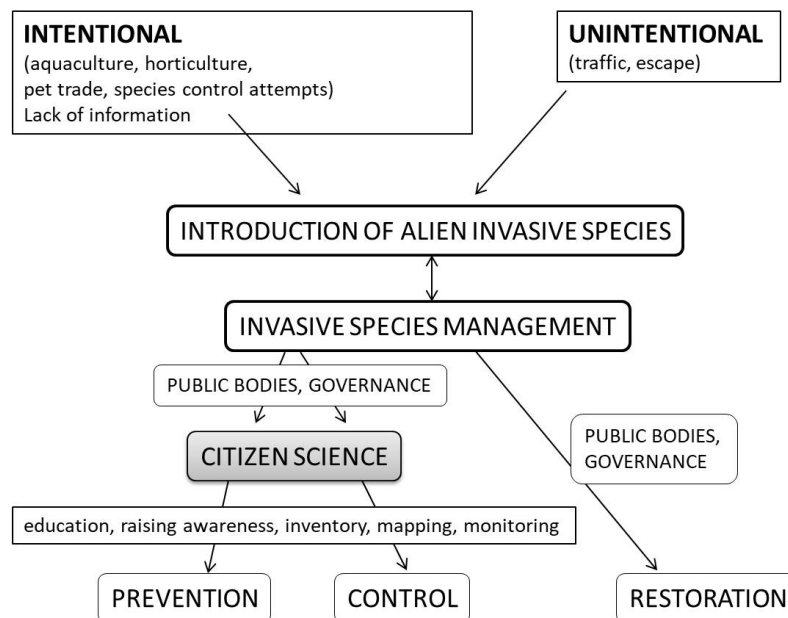 INTENTIONAL
(aquaculture, horticulture,
pet trade, species control attempts)
Lack of information
UNINTENTIONAL
(traffic, escape)
INTRODUCTION OF ALIEN INVASIVE SPECIES
INVASIVE SPECIES MANAGEMENT
PUBLIC BODIES, GOVERNANCE
PUBLIC BODIES,
GOVERNANCE
CITIZEN SCIENCE
education, raising awareness, inventory, mapping, monitoring
PREVENTION
CONTROL
RESTORATION